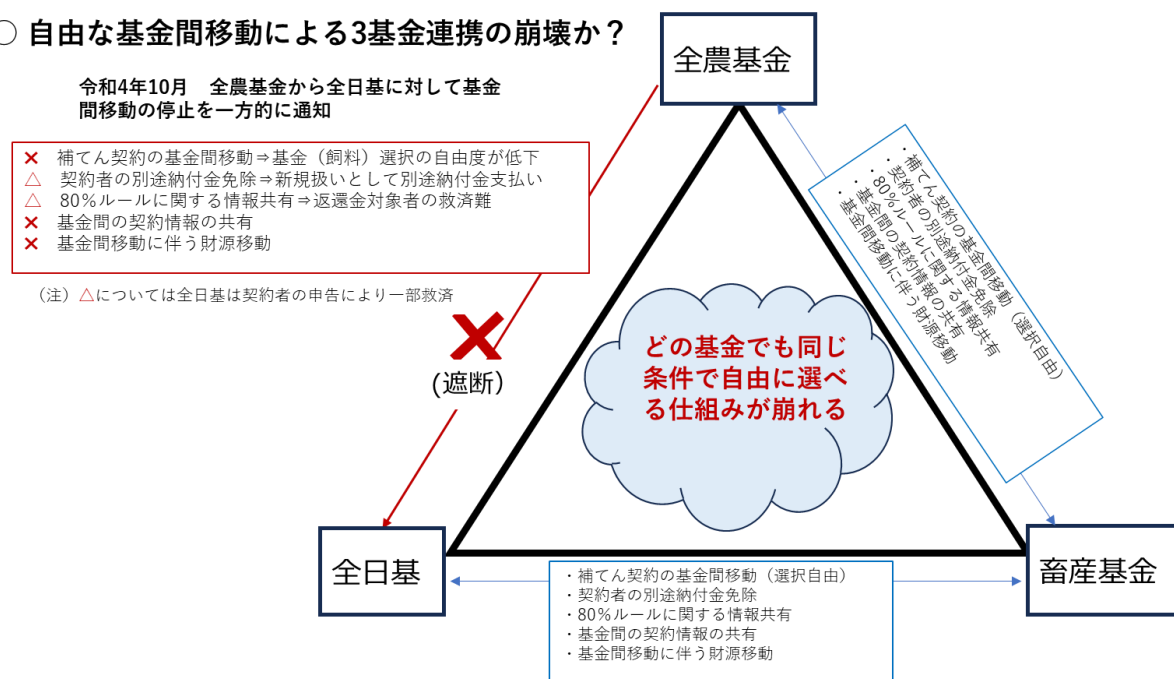 ○ 自由な基金間移動による3基金連携の崩壊か？
令和4年10月　全農基金から全日基に対して基金
間移動の停止を一方的に通知
× 補てん契約の基金間移動⇒基金（飼料）選択の自由度が低下
△ 契約者の別途納付金免除⇒新規扱いとして別途納付金支払い
△ 80％ルールに関する情報共有⇒返還金対象者の救済難
× 基金間の契約情報の共有
× 基金間移動に伴う財源移動
（注）△については全日基は契約者の申告により一部救済
(遮断）
全農基金
・補てん契約の基金間移動（選択自由）
・契約者の別途納付金免除
・80％ルールに関する情報共有
・基金間の契約情報の共有
・基金間移動に伴う財源移動
どの基金でも同じ
条件で自由に選べ
る仕組みが崩れる
全日基
・補てん契約の基金間移動（選択自由）
・契約者の別途納付金免除
・80％ルールに関する情報共有
・基金間の契約情報の共有
・基金間移動に伴う財源移動
畜産基金